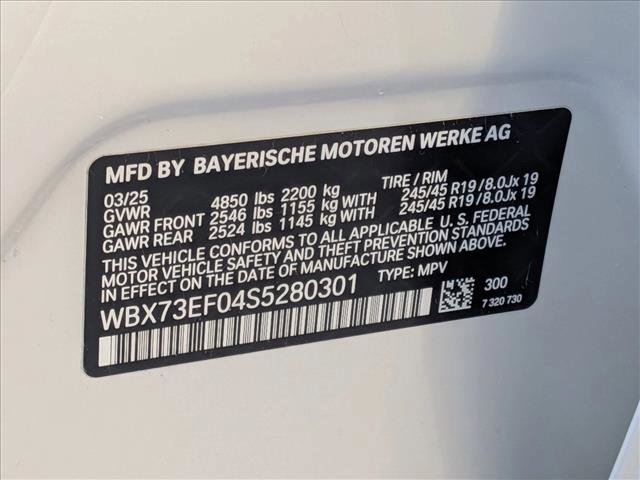 MFD BY BAYERISCHE MOTOREN WERKE AG
03/25 TIRE / RIM
GVWR 4850 lbs 2200 kg
GAWR FRONT 2546 lbs 1155 kg WITH 245/45 R19 / 8.0Jx 19
GAWR REAR 2524 lbs 1145 kg WITH 245/45 R19 / 8.0Jx 19
THIS VEHICLE CONFORMS TO ALL APPLICABLE U. S. FEDERAL
MOTOR VEHICLE SAFETY AND THEFT PREVENTION STANDARDS
IN EFFECT ON THE DATE OF MANUFACTURE SHOWN ABOVE.
WBX73EF04S5280301 TYPE: MPV
300
7 320 730